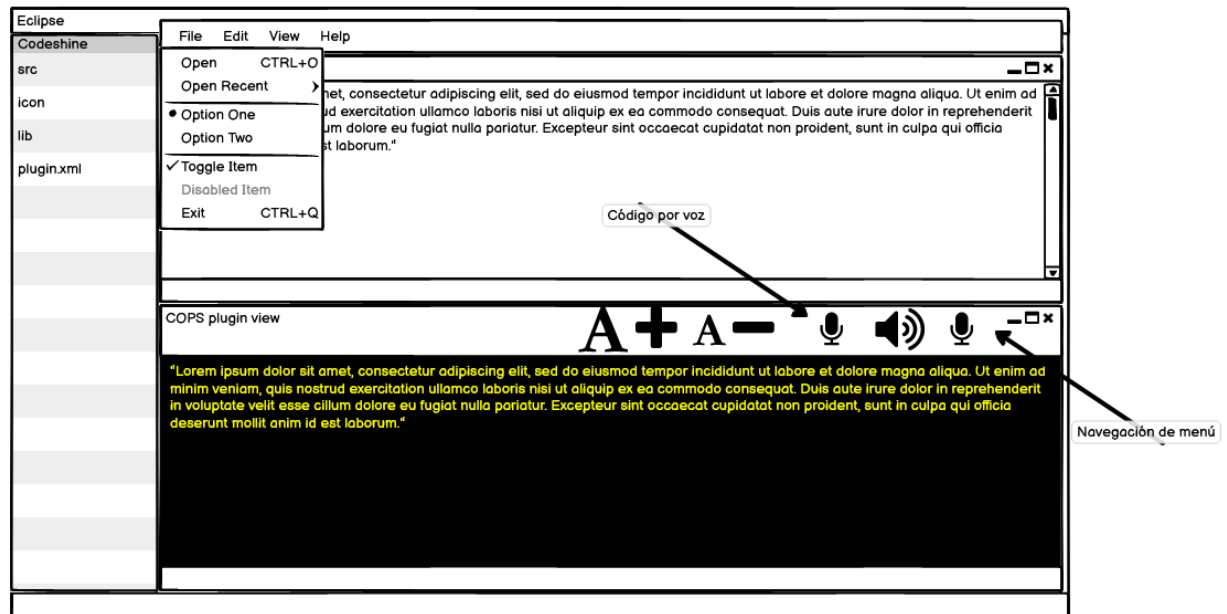 Eclipse
Codeshine
src
icon
lib
plugin.xml
File Edit View Help
Open CTRL+O
Open Recent
Option One
Option Two
Toggle Item
Disabled Item
Exit CTRL+Q
met, consectetur adipiscing elit, sed do eiusmod tempor incididunt ut labore et dolore magna aliqua. Ut enim ad
exercitation ullamco laboris nisi ut aliquip ex ea commodo consequat. Duis aute irure dolor in reprehenderit
dolore eu fugiat nulla pariatur. Excepteur sint occaecat cupidatat non proident, sunt in culpa qui officia
est laborum."
Código por voz
COPS plugin view
A + A -
"Lorem ipsum dolor sit amet, consectetur adipiscing elit, sed do eiusmod tempor incididunt ut labore et dolore magna aliqua. Ut enim ad
minim veniam, quis nostrud exercitation ullamco laboris nisi ut aliquip ex ea commodo consequat. Duis aute irure dolor in reprehenderit
in voluptate velit esse cillum dolore eu fugiat nulla pariatur. Excepteur sint occaecat cupidatat non proident, sunt in culpa qui officia
deserunt mollit anim id est laborum."
Navegación de menú